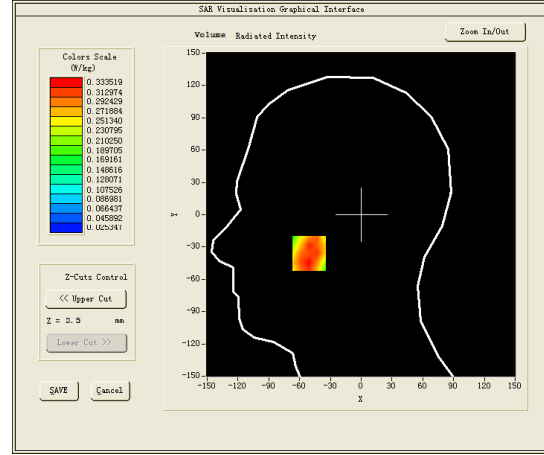 SAR Visualisation Graphical Interface
Volume Radiated Intensity
Zoom In/Out
Colors Scale
(W/kg)
0.333519
0.312974
0.292429
0.271884
0.251340
0.230795
0.210250
0.189705
0.169161
0.148616
0.128071
0.107526
0.086981
0.066437
0.045892
0.025347
Z-Cuts Control
<< Upper Cut
Z = 0.5 mm
Lower Cut >>
SAVE
Cancel
150
120
90
60
30
0
-30
-60
-90
-120
-150
Y
-150 -120 -90 -60 -30 0 30 60 90 120 150
X